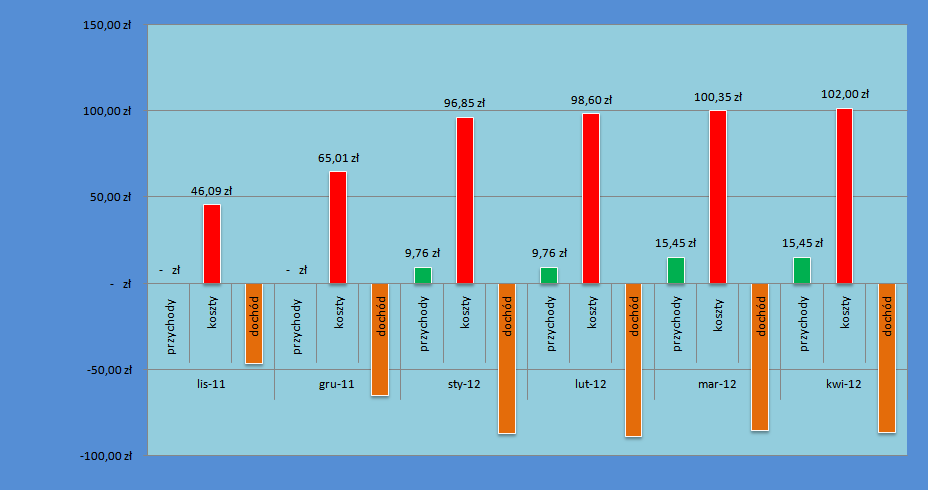 150,00 zł
100,00 zł
50,00 zł
- zł
-50,00 zł
-100,00 zł
- zł
46,09 zł
- zł
65,01 zł
9,76 zł
96,85 zł
9,76 zł
98,60 zł
15,45 zł
100,35 zł
15,45 zł
102,00 zł
przychody
koszty
dochód
przychody
koszty
dochód
przychody
koszty
dochód
przychody
koszty
dochód
przychody
koszty
dochód
przychody
koszty
dochód
lis-11
gru-11
sty-12
lut-12
mar-12
kwi-12